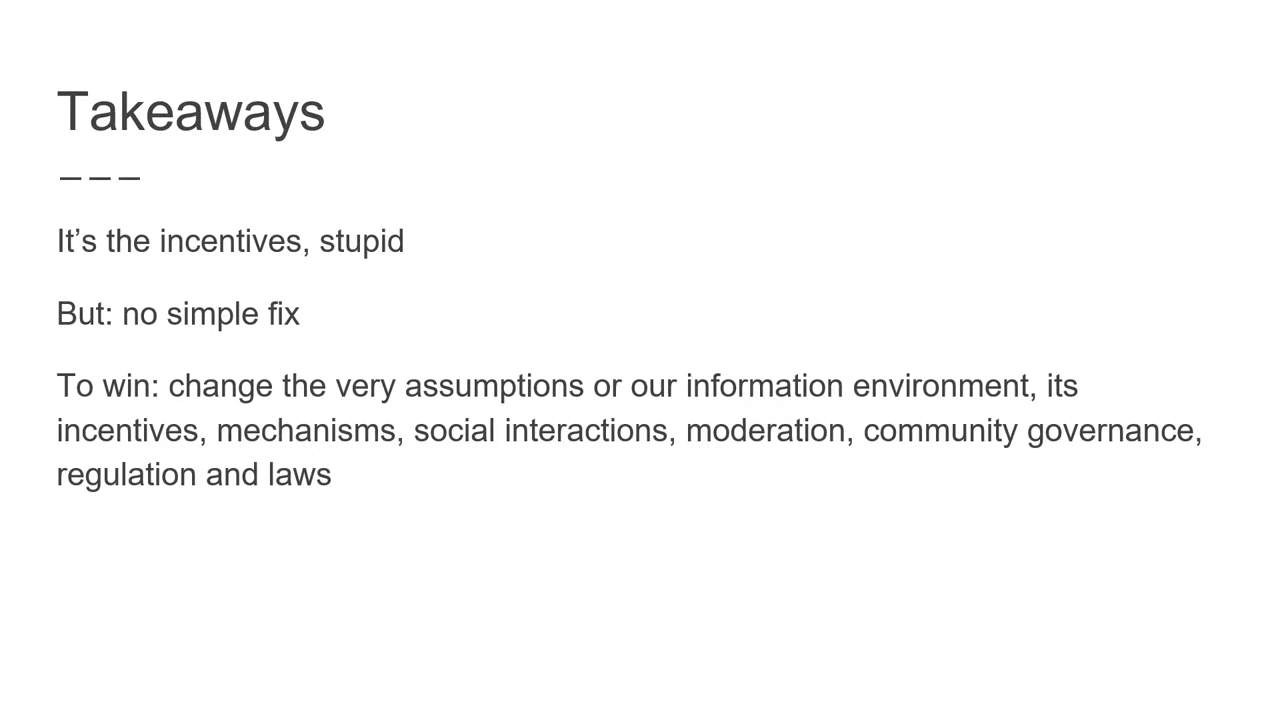 Takeaways
It’s the incentives, stupid
But: no simple fix
To win: change the very assumptions or our information environment, its
incentives, mechanisms, social interactions, moderation, community governance,
regulation and laws